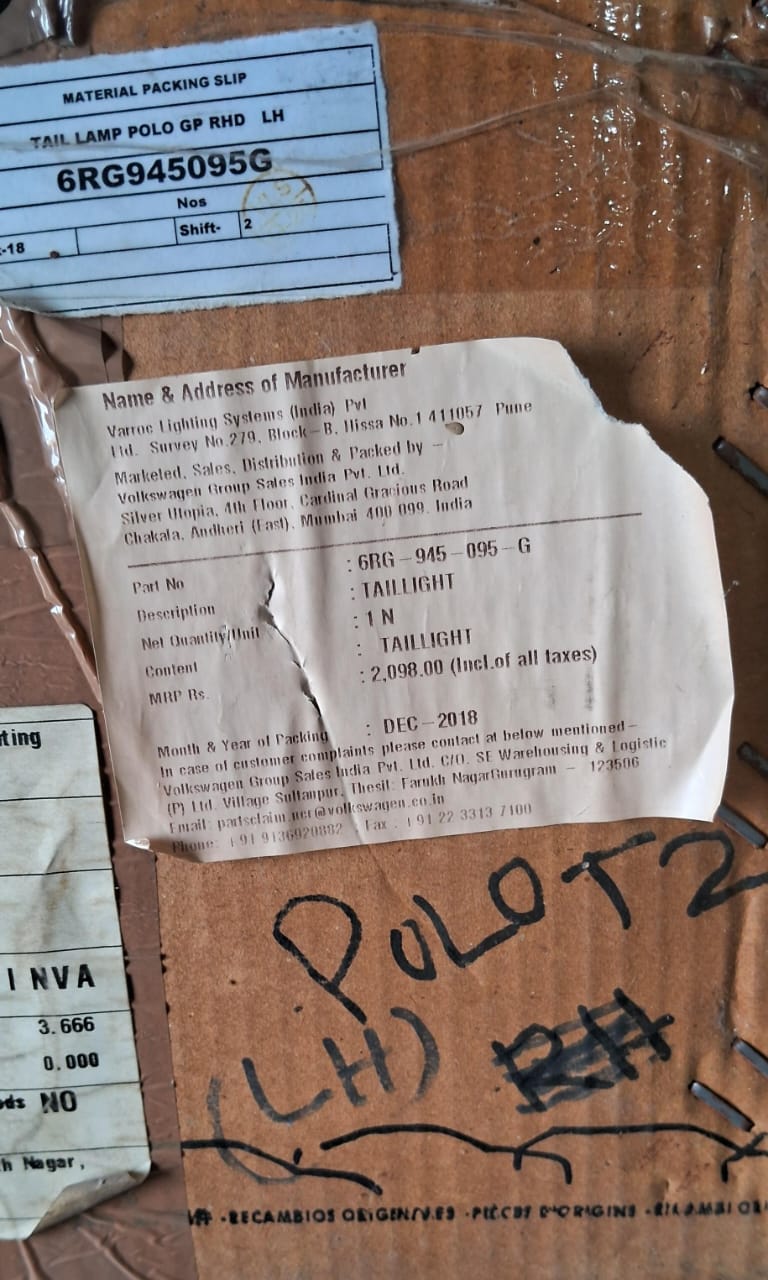 MATERIAL PACKING SLIP
TAIL LAMP POLO GP RHD LH
6RG945095G
Nos
-18 Shift- 2
Name & Address of Manufacturer
Varroc Lighting Systems (India) Pvt
Ltd. Survey No.279, Block-B, Hissa No.1 411057 Pune
Marketed, Sales, Distribution & Packed by -
Volkswagen Group Sales India Pvt. Ltd.
Silver Utopia, 4th Floor, Cardinal Gracious Road
Chakala, Andheri (East), Mumbai 400 099. India
Part No : 6RG-945-095-G
Description : TAILLIGHT
Net Quantity/Unit : 1 N
Content : TAILLIGHT
MRP Rs. : 2,098.00 (Incl.of all taxes)
Month & Year of Packing : DEC-2018
In case of customer complaints please contact at below mentioned-
Volkswagen Group Sales India Pvt. Ltd. C/O. SE Warehousing & Logistic
(P) Ltd. Village Sultanpur, Thesil: Farukh NagarGurugram - 123506
Email: partsclaim.ncr@volkswagen.co.in
Phone: +91 9136920882 Fax : +91 22 3313 7100
ting
I NVA
3.666
0.000
ods NO
h Nagar,
POLO T2
(LH) RH
-RECAMBIOS ORIGINALES -PIÈCES D'ORIGINE -RICAMBI OR